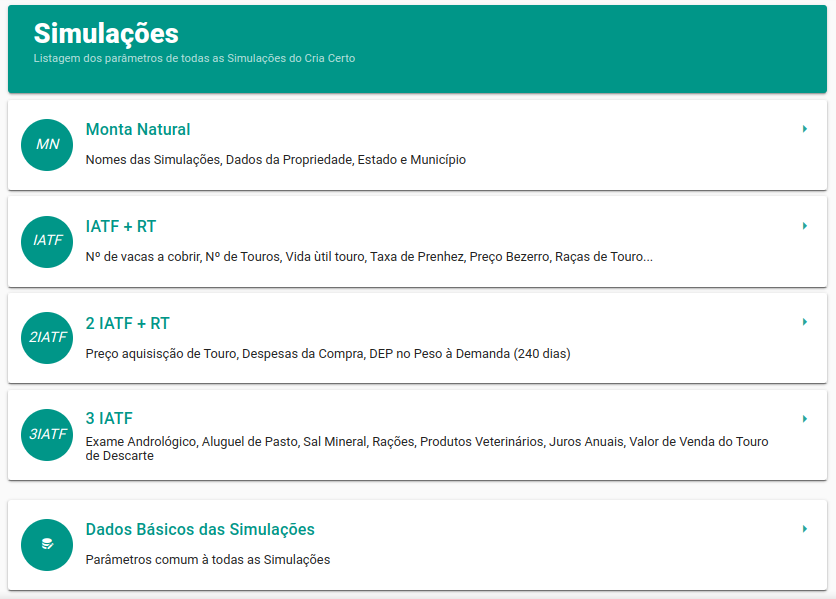 Simulações
Listagem dos parâmetros de todas as Simulações do Cria Certo
MN
Monta Natural
Nomes das Simulações, Dados da Propriedade, Estado e Município
IATF
IATF + RT
Nº de vacas a cobrir, Nº de Touros, Vida ùtil touro, Taxa de Prenhez, Preço Bezerro, Raças de Touro...
2IATF
2 IATF + RT
Preço aquisisção de Touro, Despesas da Compra, DEP no Peso à Demanda (240 dias)
3IATF
3 IATF
Exame Andrológico, Aluguel de Pasto, Sal Mineral, Rações, Produtos Veterinários, Juros Anuais, Valor de Venda do Touro
de Descarte
Dados Básicos das Simulações
Parâmetros comum à todas as Simulações